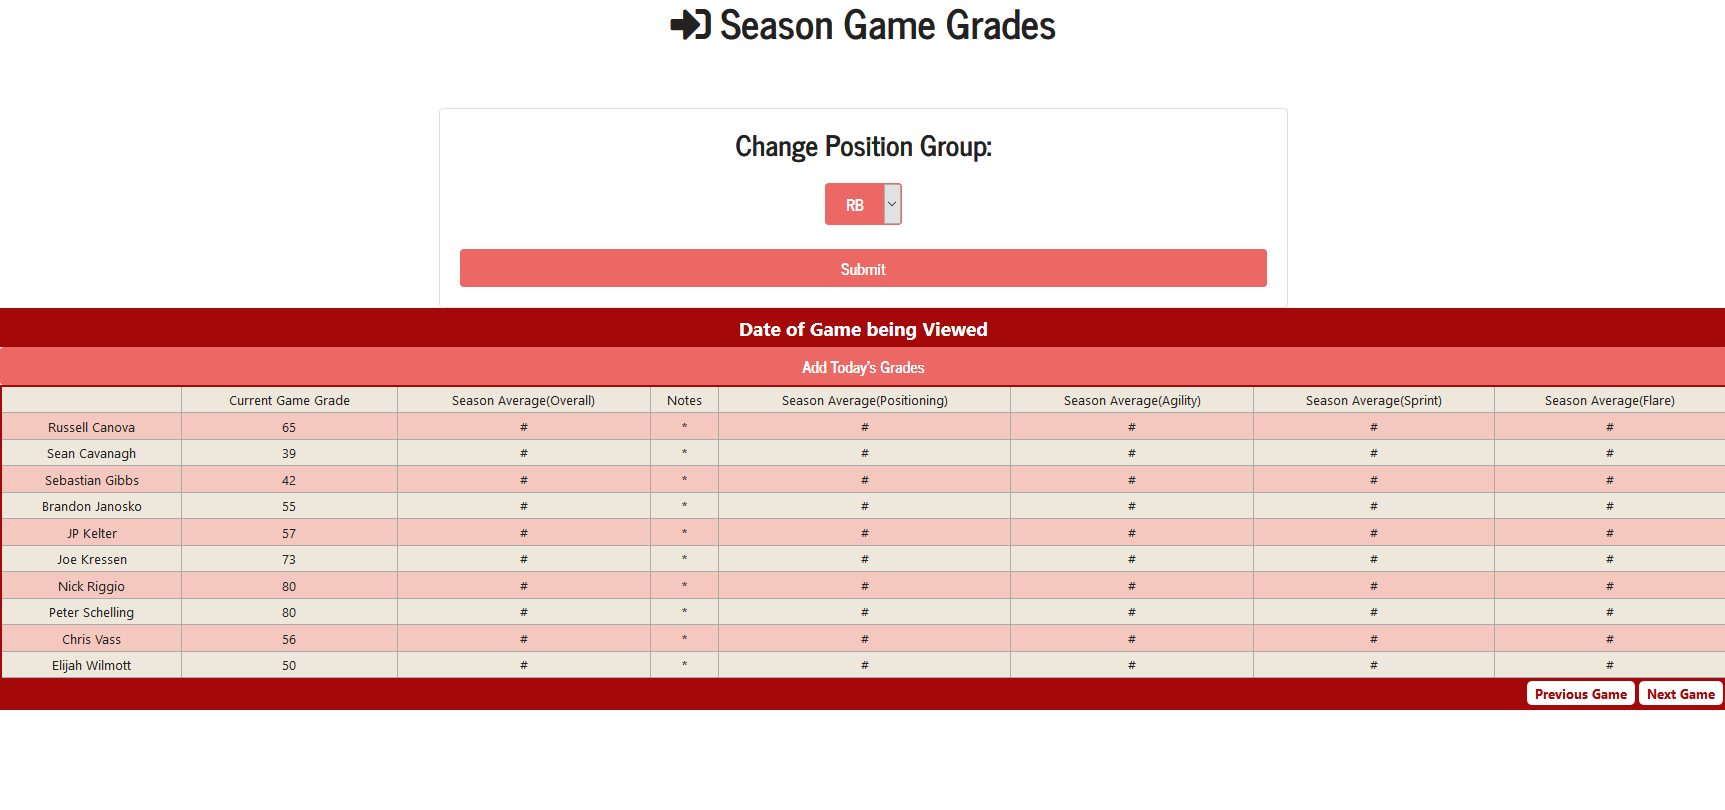 Season Game Grades
Change Position Group:
RB
Submit
Date of Game being Viewed
Add Today's Grades
Current Game Grade Season Average(Overall) Notes Season Average(Positioning) Season Average(Agility) Season Average(Sprint) Season Average(Flare)
Russell Canova 65 # * # # # #
Sean Cavanagh 39 # * # # # #
Sebastian Gibbs 42 # * # # # #
Brandon Janosko 55 # * # # # #
JP Kelter 57 # * # # # #
Joe Kressen 73 # * # # # #
Nick Riggio 80 # * # # # #
Peter Schelling 80 # * # # # #
Chris Vass 56 # * # # # #
Elijah Wilmott 50 # * # # # #
Previous Game Next Game